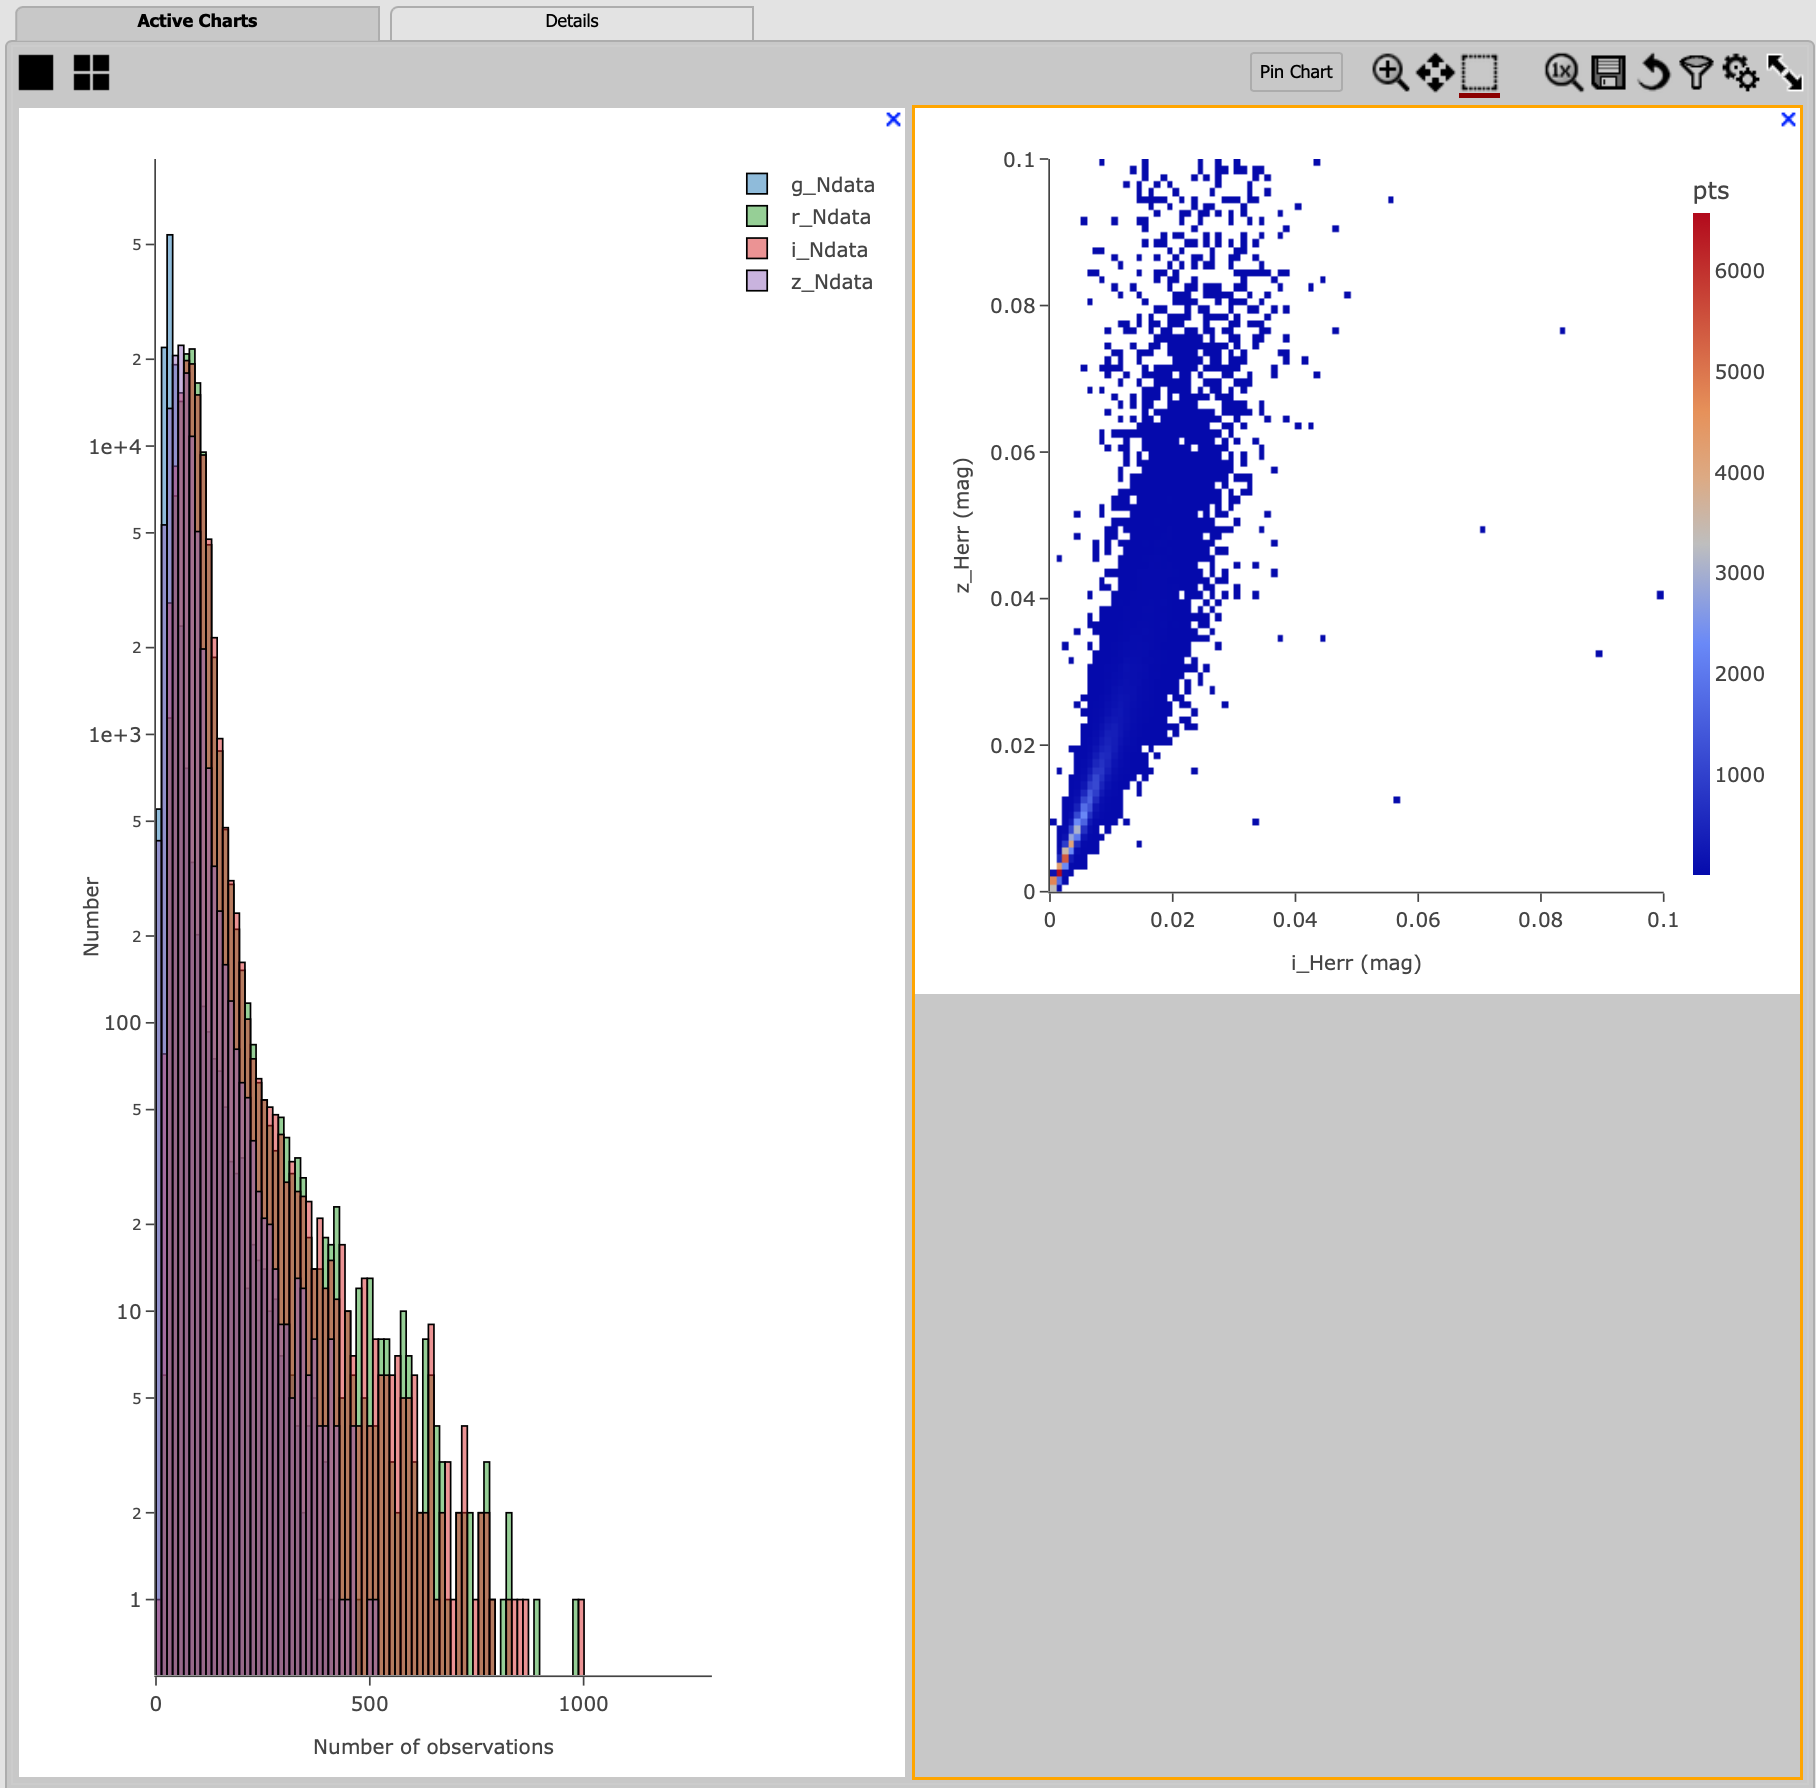 Active Charts
Details
Pin Chart
1x
g_Ndata
r_Ndata
i_Ndata
z_Ndata
5
2
1e+4
5
2
1e+3
5
2
100
5
2
10
5
2
1
Number
0 500 1000
Number of observations
0.1
0.08
0.06
0.04
0.02
0
z_Herr (mag)
0 0.02 0.04 0.06 0.08 0.1
i_Herr (mag)
pts
6000
5000
4000
3000
2000
1000